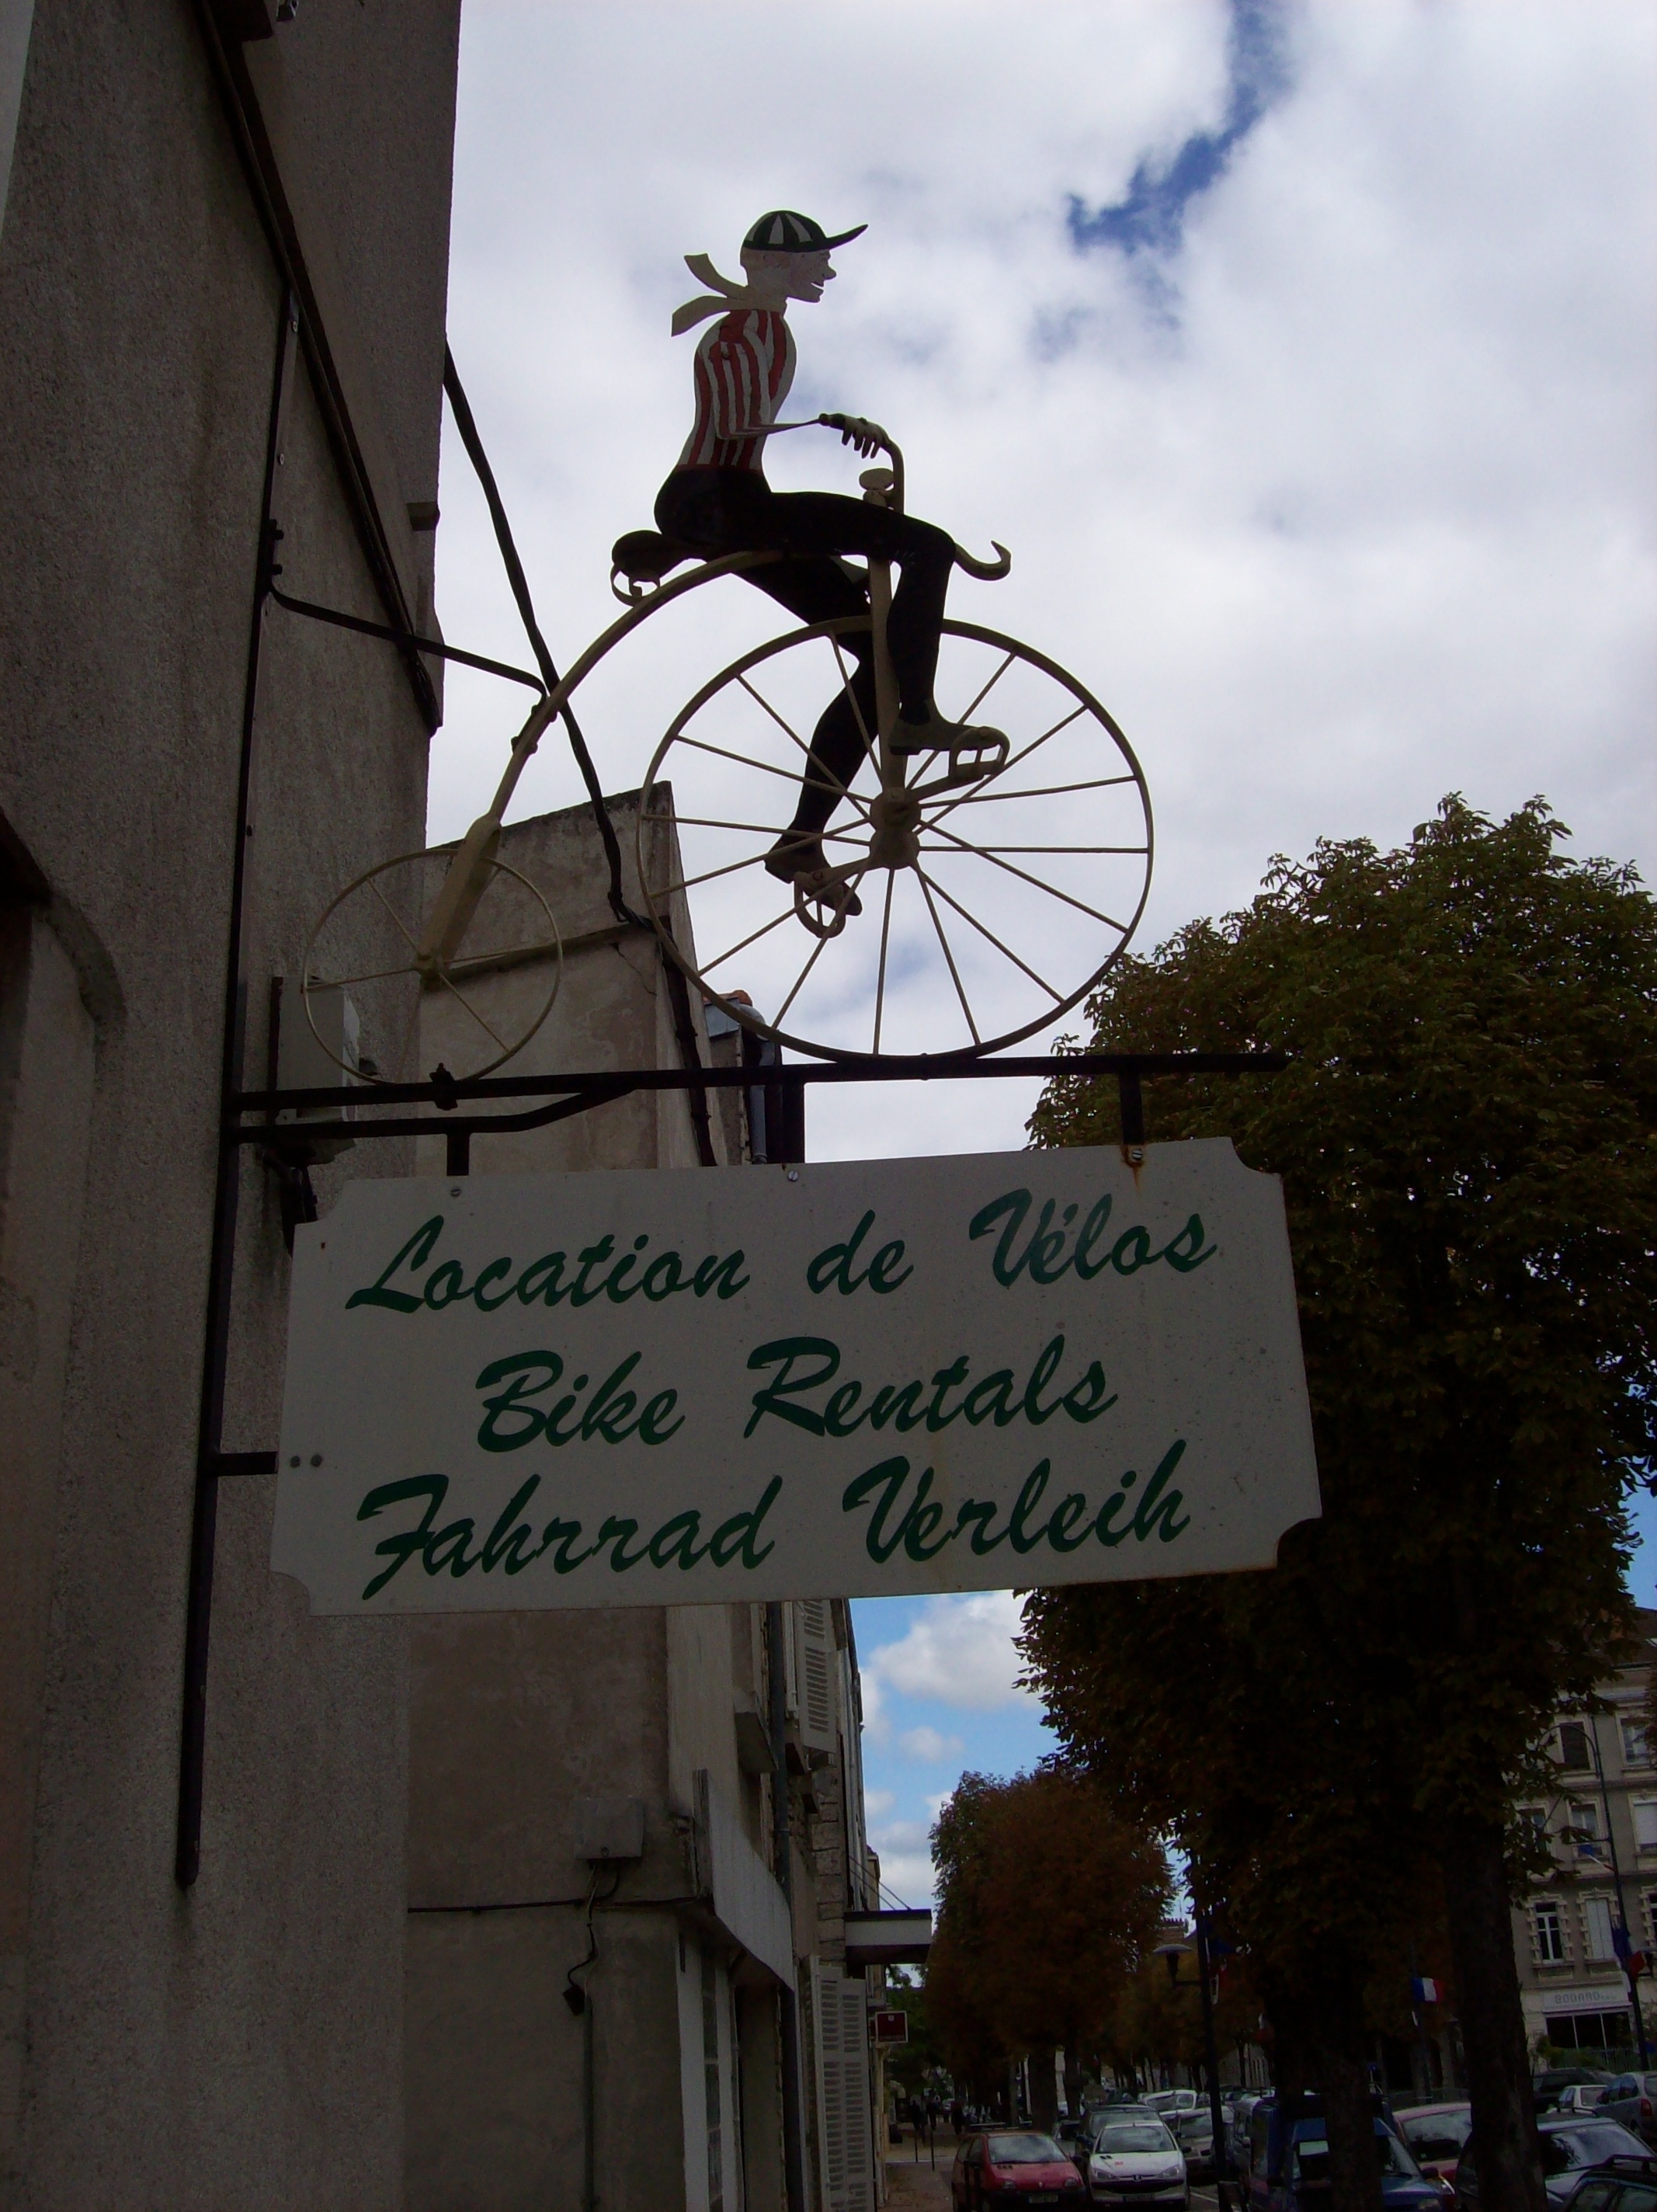 Location de Vélos
Bike Rentals
Fahrrad Verleih